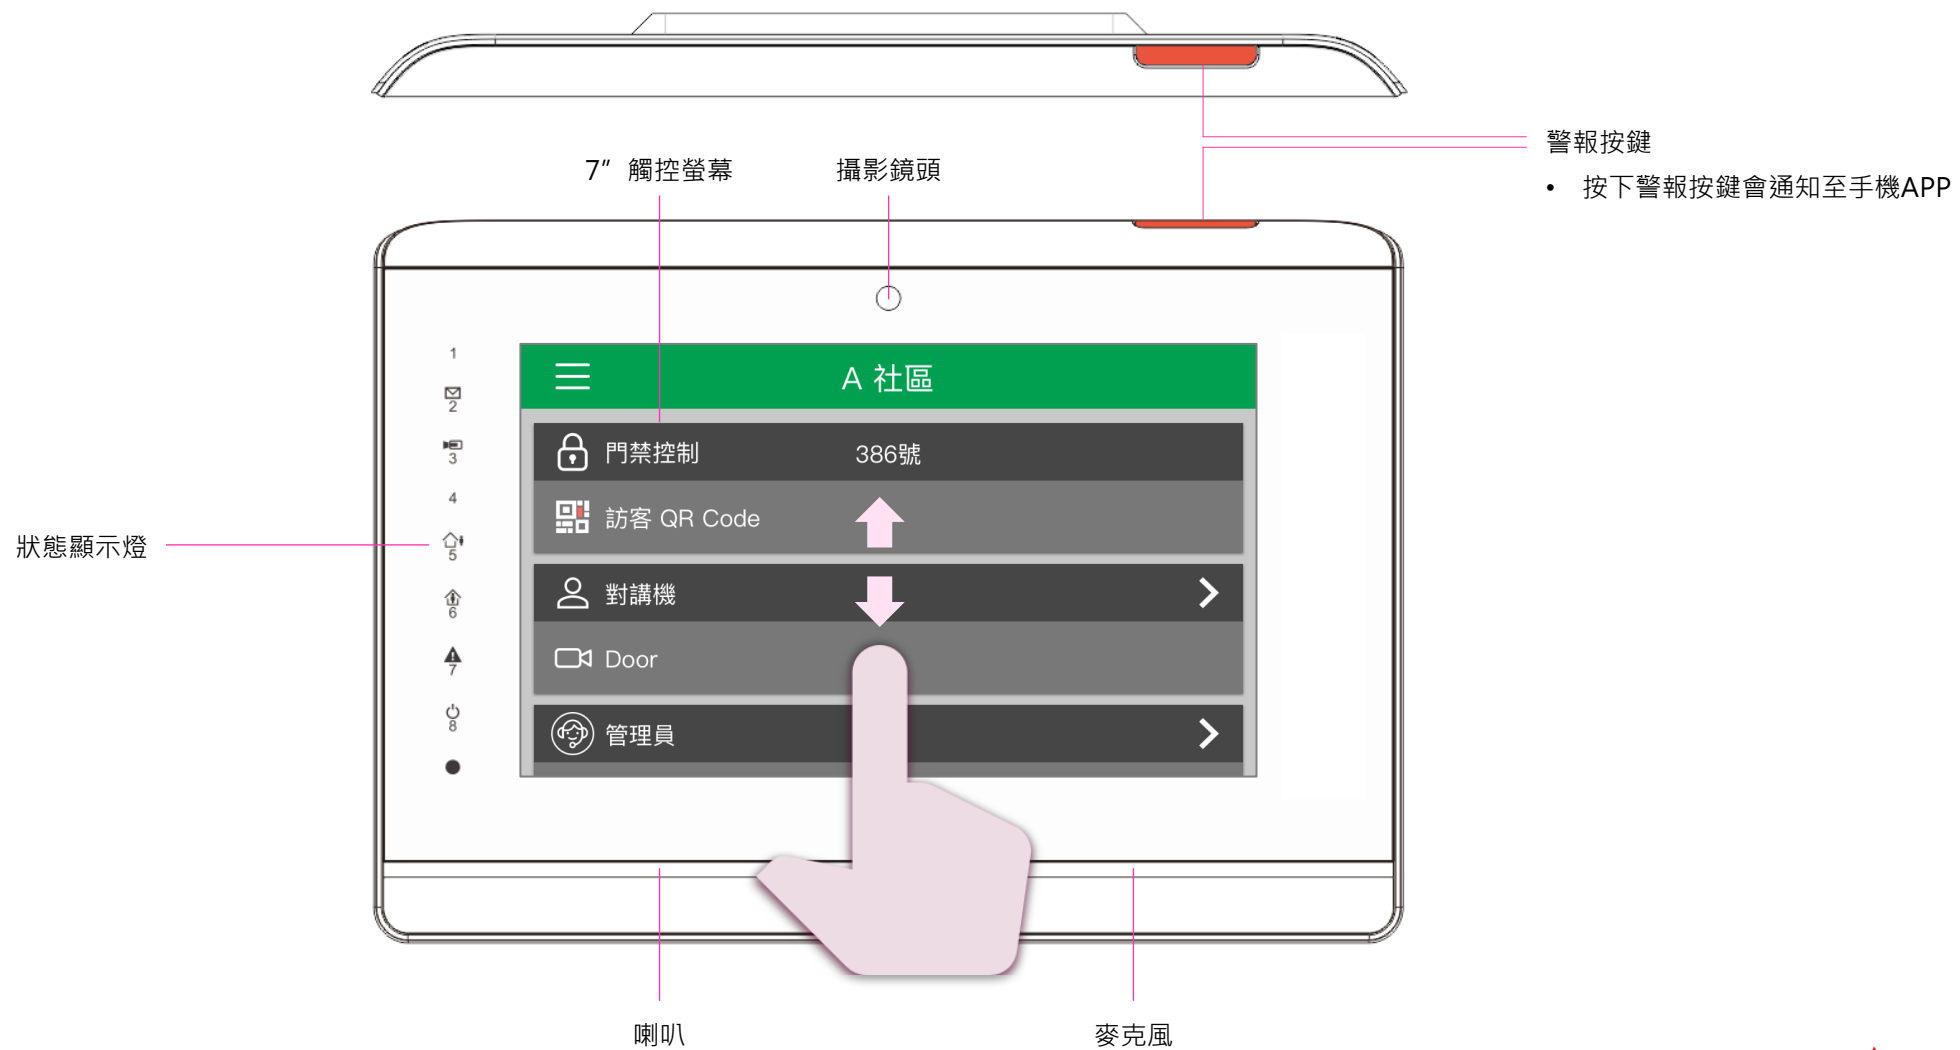 警報按鍵
• 按下警報按鍵會通知至手機APP
7” 觸控螢幕
攝影鏡頭
1
2
3
4
5
6
7
8
狀態顯示燈
A 社區
門禁控制 386號
訪客 QR Code
對講機
Door
管理員
喇叭
麥克風